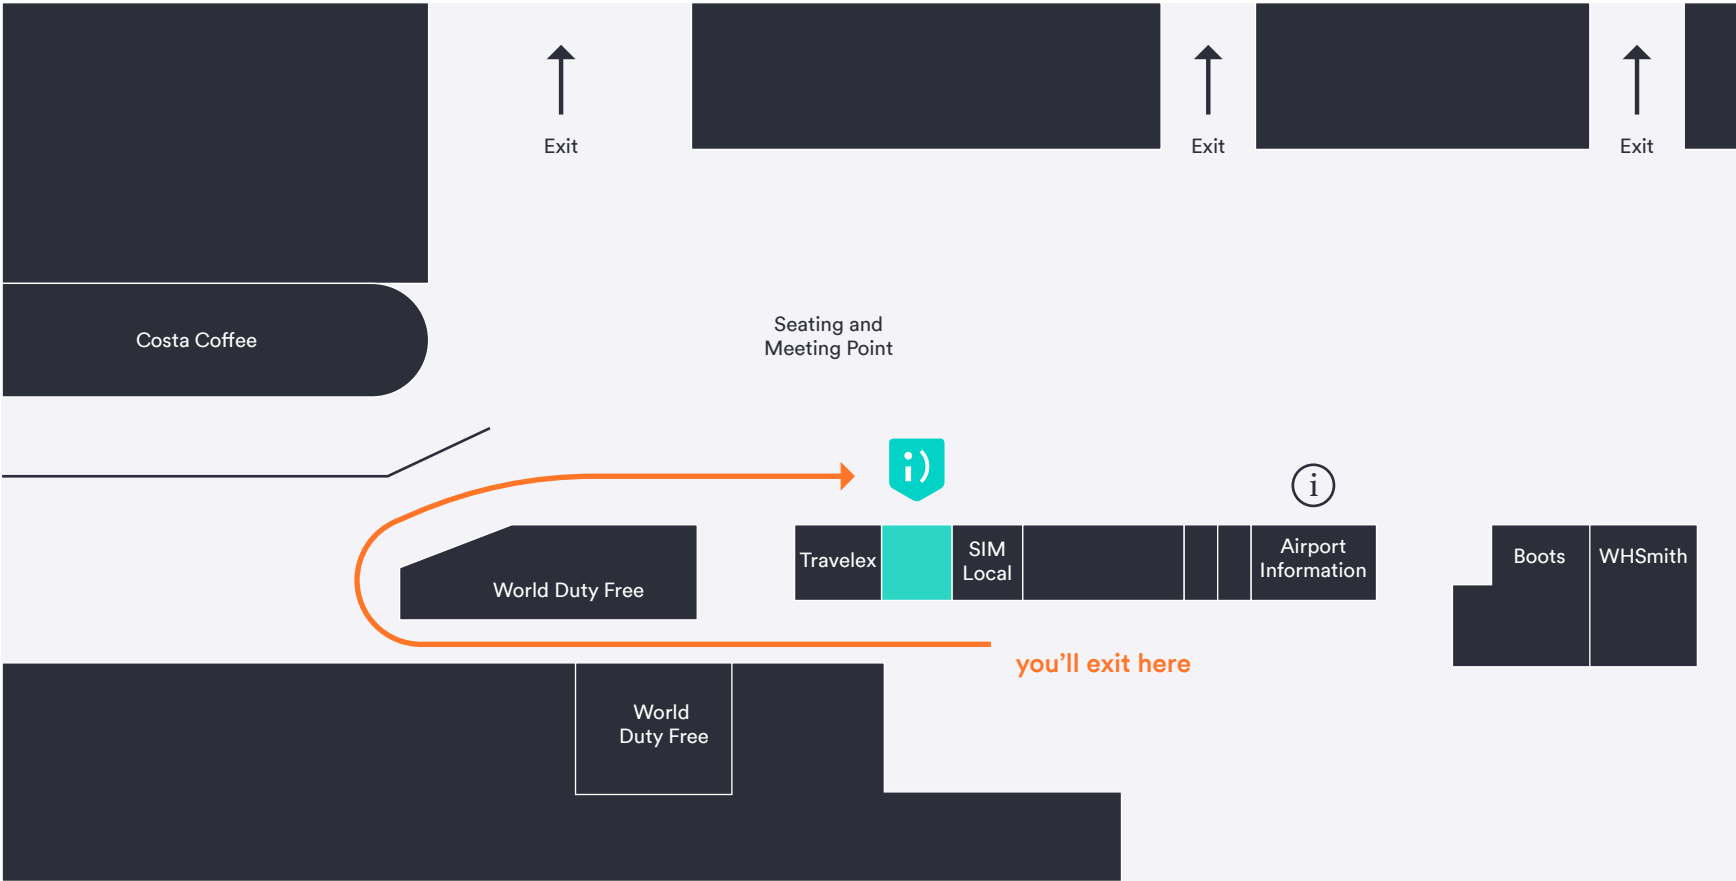 Exit
Exit
Exit
Costa Coffee
Seating and
Meeting Point
i)
i
Travelex
SIM
Local
Airport
Information
Boots
WHSmith
World Duty Free
you'll exit here
World
Duty Free